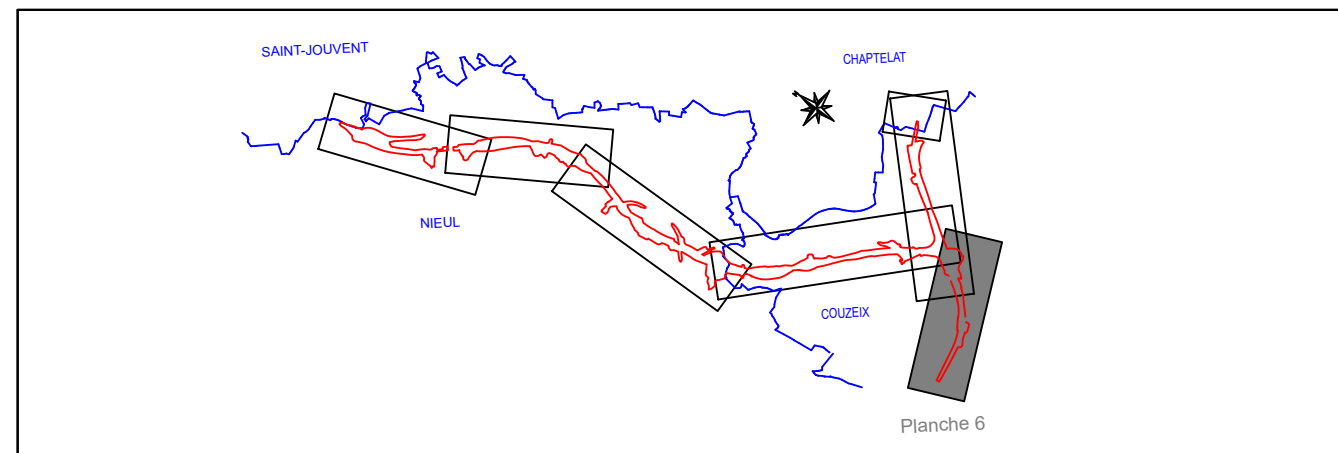 SAINT-JOUVENT
CHAPTELAT
NIEUL
COUZEIX
Planche 6